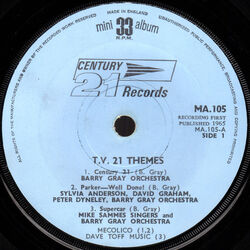 MADE IN ENGLAND
mini 33 album
R.P.M.
CENTURY
21
Records
MA.105
RECORDING FIRST
PUBLISHED 1965
MA-105-A
SIDE 1
T.V. 21 THEMES
1. Century 21 (B. Gray)
BARRY GRAY ORCHESTRA
2. Parker—Well Done! (B. Gray)
SYLVIA ANDERSON, DAVID GRAHAM,
PETER DYNELEY, BARRY GRAY ORCH.
3. Supercar (B. Gray)
MIKE SAMMES SINGERS and
BARRY GRAY ORCHESTRA
MECOLICO (1,2)
DAVE TOFF MUSIC (3)